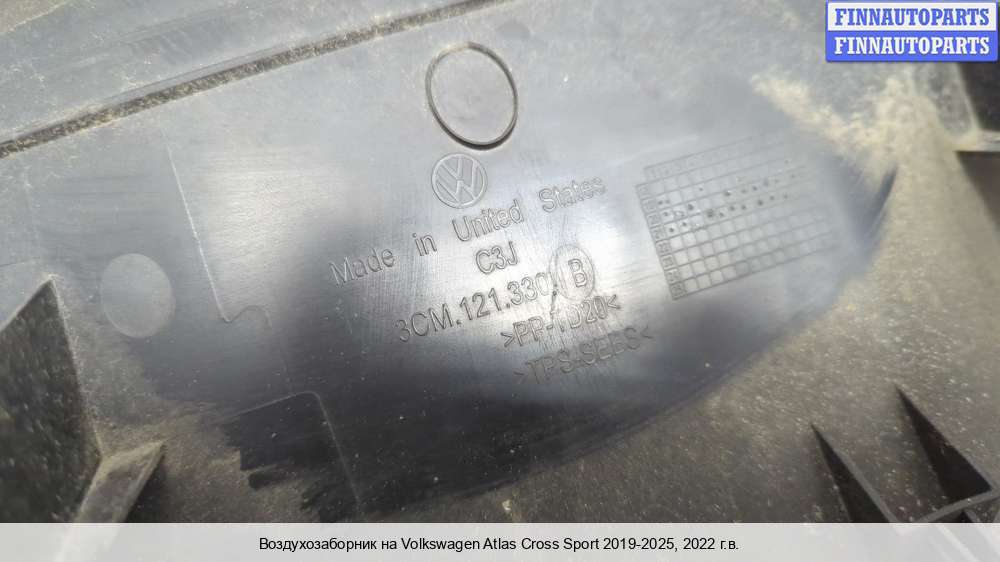 FINNAUTOPARTS
FINNAUTOPARTS
Made in United States
C3J
3CM.121.330. B
>PP-TD20<
>TPS-SEBS<
Воздухозаборник на Volkswagen Atlas Cross Sport 2019-2025, 2022 г.в.